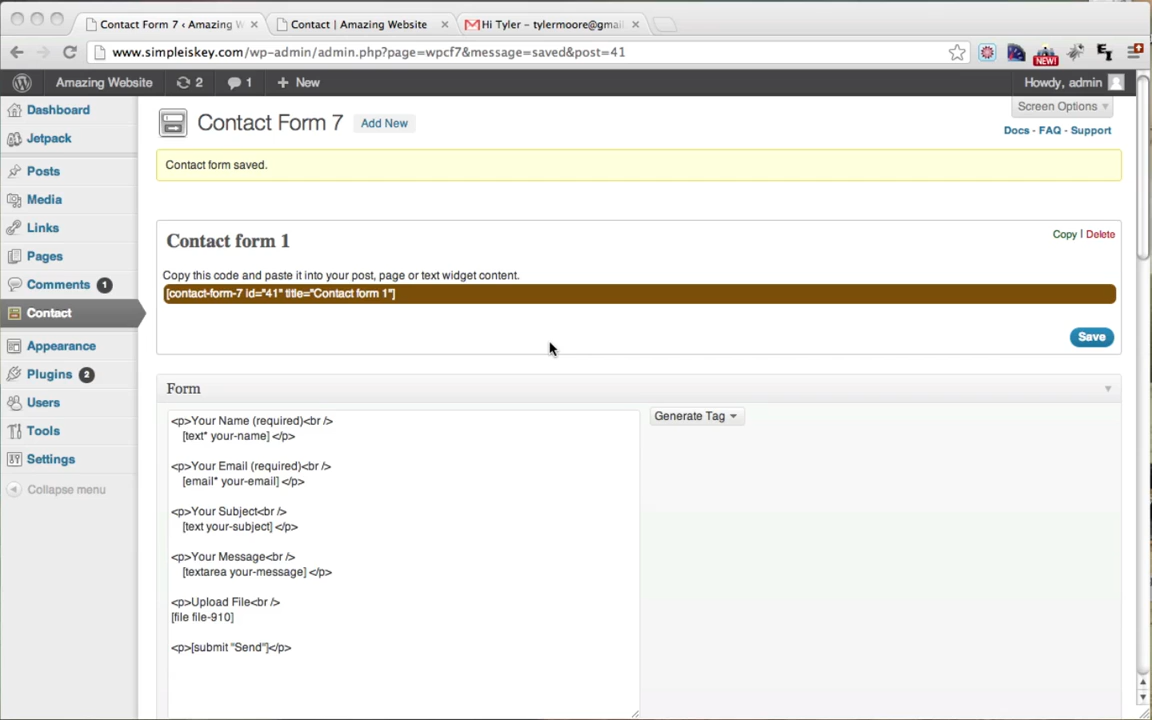 Contact Form 7 ‹ Amazing W
Contact | Amazing Website
Hi Tyler – tylermoore@gmai
www.simpleiskey.com/wp-admin/admin.php?page=wpcf7&message=saved&post=41
NEW!
Amazing Website
2
1
+ New
Howdy, admin
Screen Options
Docs - FAQ - Support
Dashboard
Jetpack
Posts
Media
Links
Pages
Comments 1
Contact
Appearance
Plugins 2
Users
Tools
Settings
Collapse menu
Contact Form 7
Add New
Contact form saved.
Contact form 1
Copy | Delete
Copy this code and paste it into your post, page or text widget content.
[contact-form-7 id="41" title="Contact form 1"]
Save
Form
<p>Your Name (required)<br />
[text* your-name] </p>
<p>Your Email (required)<br />
[email* your-email] </p>
<p>Your Subject<br />
[text your-subject] </p>
<p>Your Message<br />
[textarea your-message] </p>
<p>Upload File<br />
[file file-910]
<p>[submit "Send"]</p>
Generate Tag